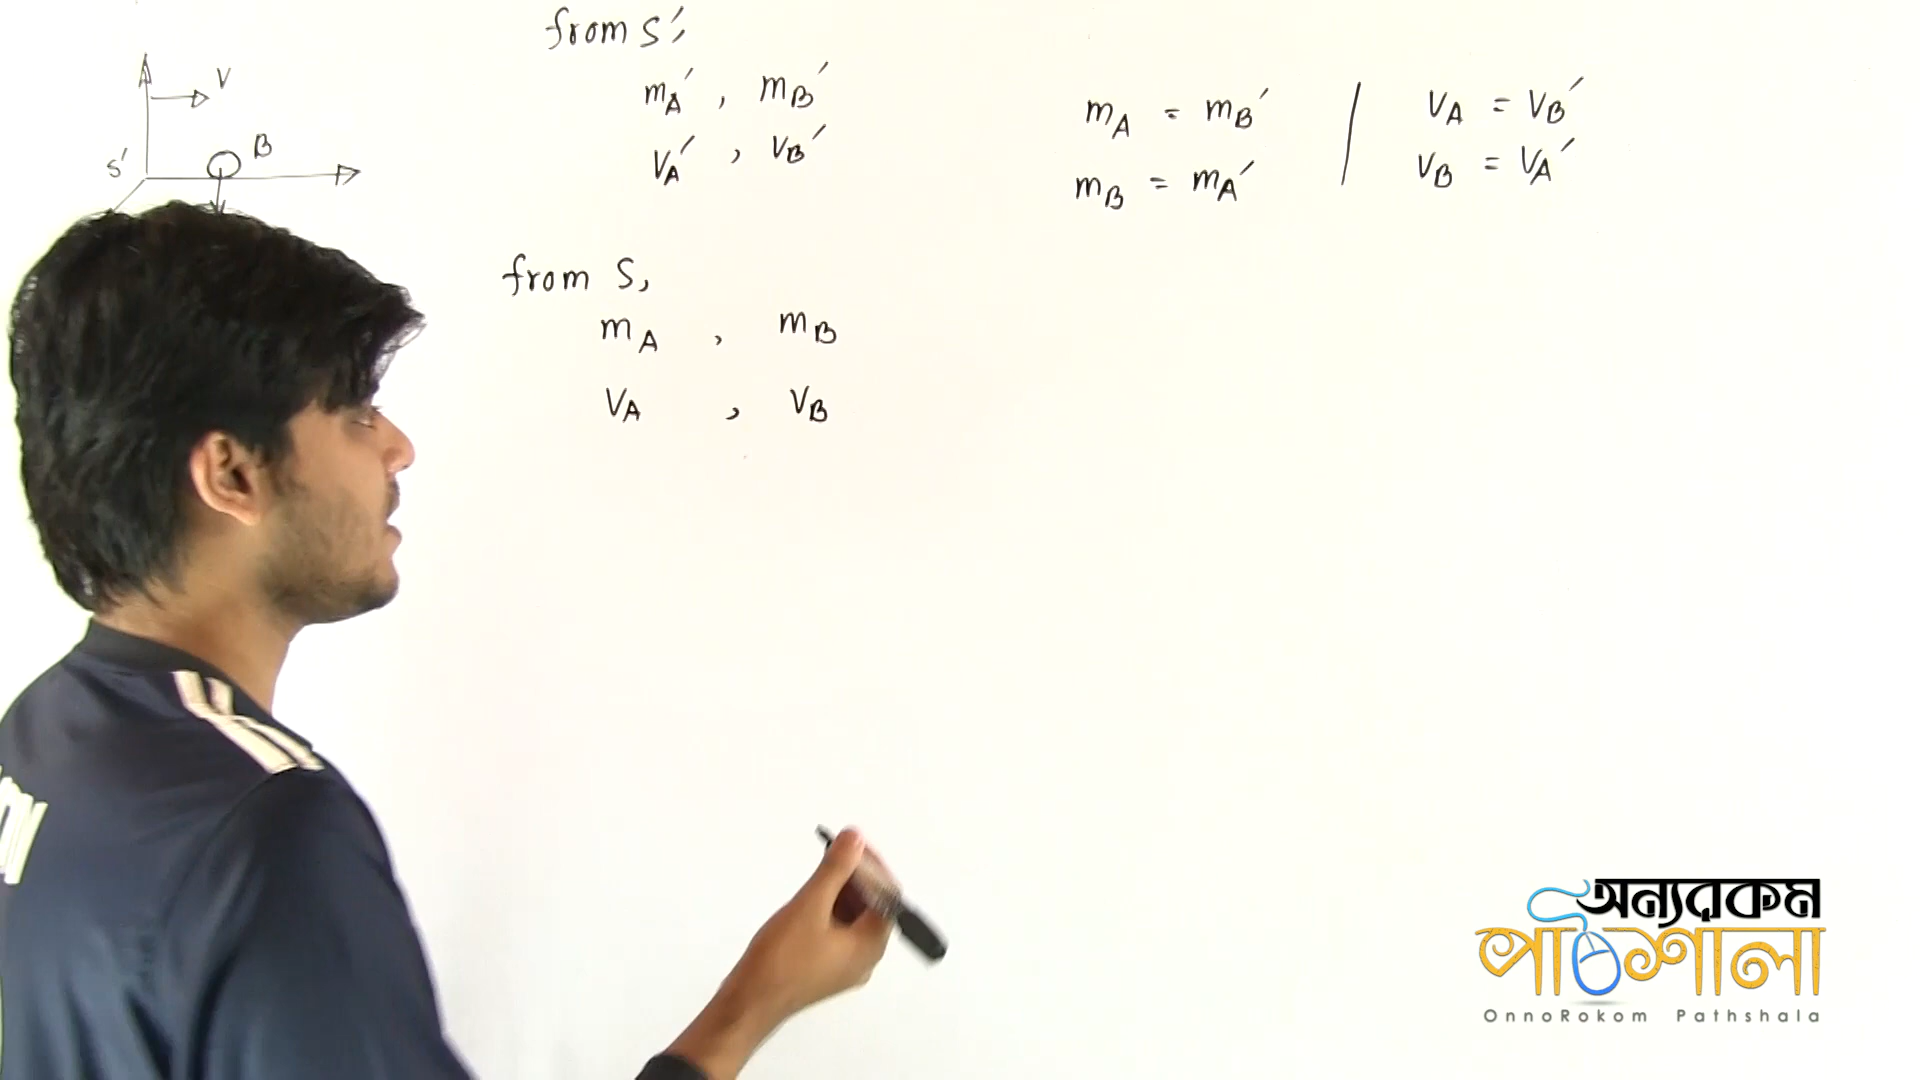 from S',
m_A' , m_B'
V_A' , V_B'
V
B
S'
from S,
m_A , m_B
V_A , V_B
m_A = m_B'
m_B = m_A'
V_A = V_B'
V_B = V_A'
অন্যরকম
পাঠশালা
OnnoRokom Pathshala